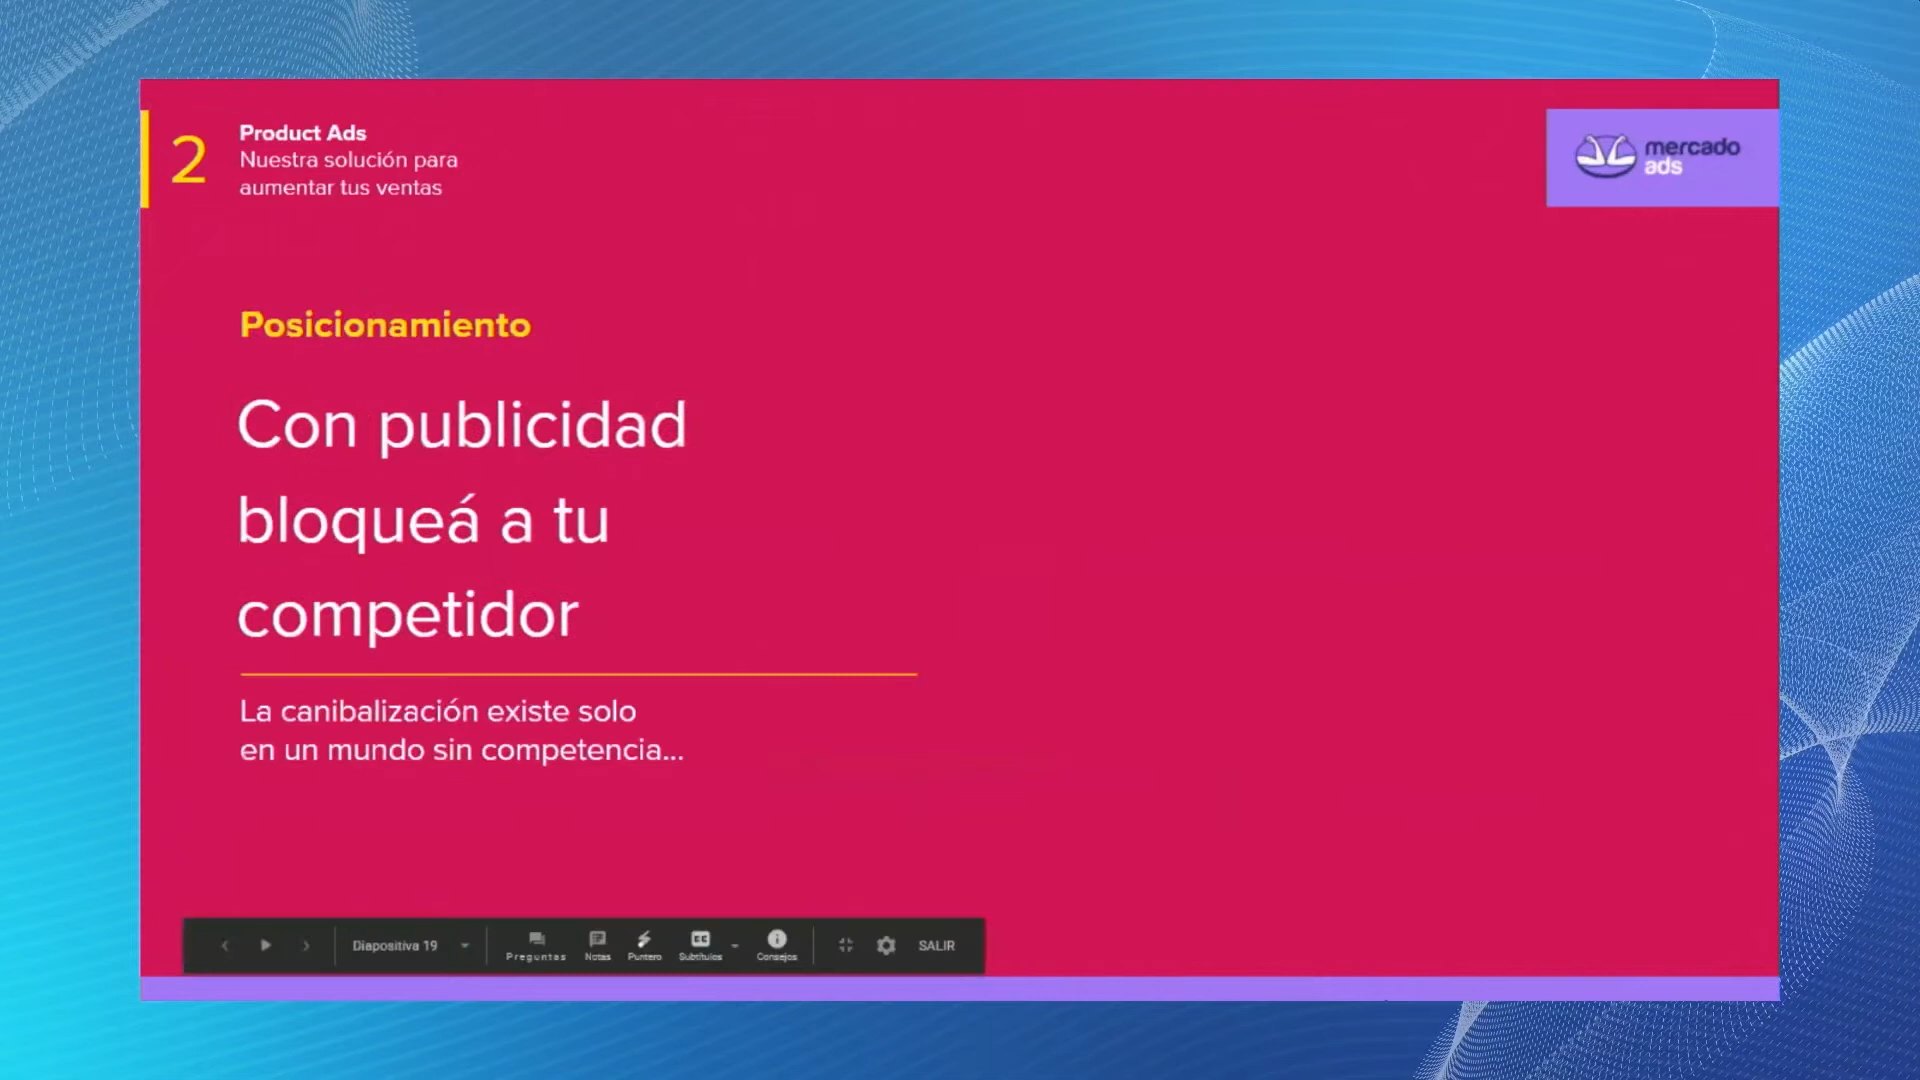 2
Product Ads
Nuestra solución para
aumentar tus ventas
mercado
ads
Posicionamiento
Con publicidad
bloqueá a tu
competidor
La canibalización existe solo
en un mundo sin competencia...
Diapositiva 19
Preguntas
Notas
Puntero
Subtítulos
Consejos
SALIR